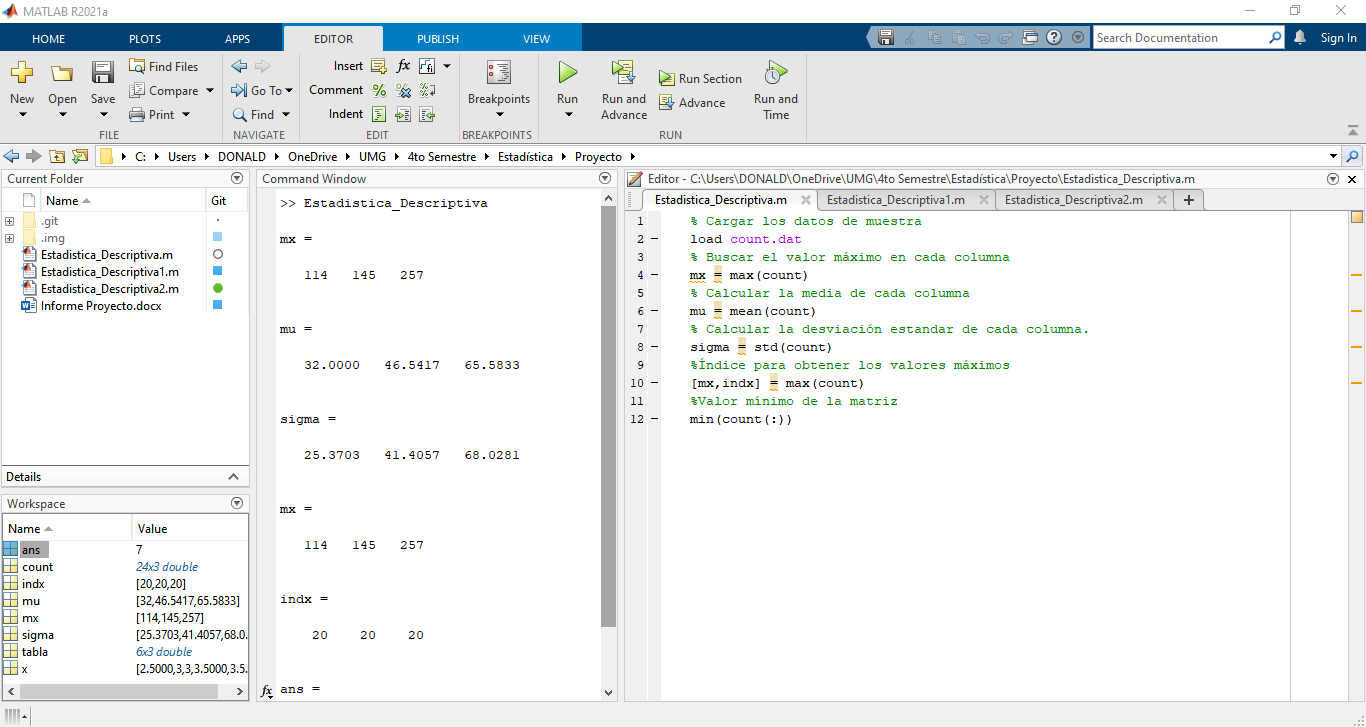 MATLAB R2021a
HOME PLOTS APPS EDITOR PUBLISH VIEW
Search Documentation
Sign In
New Open Save
Find Files
Compare
Print
FILE
Go To
Find
NAVIGATE
Insert fx
Comment
Indent
EDIT
Breakpoints
BREAKPOINTS
Run
Run and Advance
Run Section
Advance
Run and Time
RUN
C: Users DONALD OneDrive UMG 4to Semestre Estadística Proyecto
Current Folder
Name Git
.git
.img
Estadistica_Descriptiva.m
Estadistica_Descriptiva1.m
Estadistica_Descriptiva2.m
Informe Proyecto.docx
Details
Workspace
Name Value
ans 7
count 24x3 double
indx [20,20,20]
mu [32,46.5417,65.5833]
mx [114,145,257]
sigma [25.3703,41.4057,68.0...
tabla 6x3 double
x [2.5000,3,3,3.5000,3.5...
Command Window
>> Estadistica_Descriptiva
mx =
114 145 257
mu =
32.0000 46.5417 65.5833
sigma =
25.3703 41.4057 68.0281
mx =
114 145 257
indx =
20 20 20
fx ans =
Editor - C:\Users\DONALD\OneDrive\UMG\4to Semestre\Estadística\Proyecto\Estadistica_Descriptiva.m
Estadistica_Descriptiva.m Estadistica_Descriptiva1.m Estadistica_Descriptiva2.m
1 % Cargar los datos de muestra
2 load count.dat
3 % Buscar el valor máximo en cada columna
4 mx = max(count)
5 % Calcular la media de cada columna
6 mu = mean(count)
7 % Calcular la desviación estandar de cada columna.
8 sigma = std(count)
9 %Índice para obtener los valores máximos
10 [mx,indx] = max(count)
11 %Valor mínimo de la matriz
12 min(count(:))